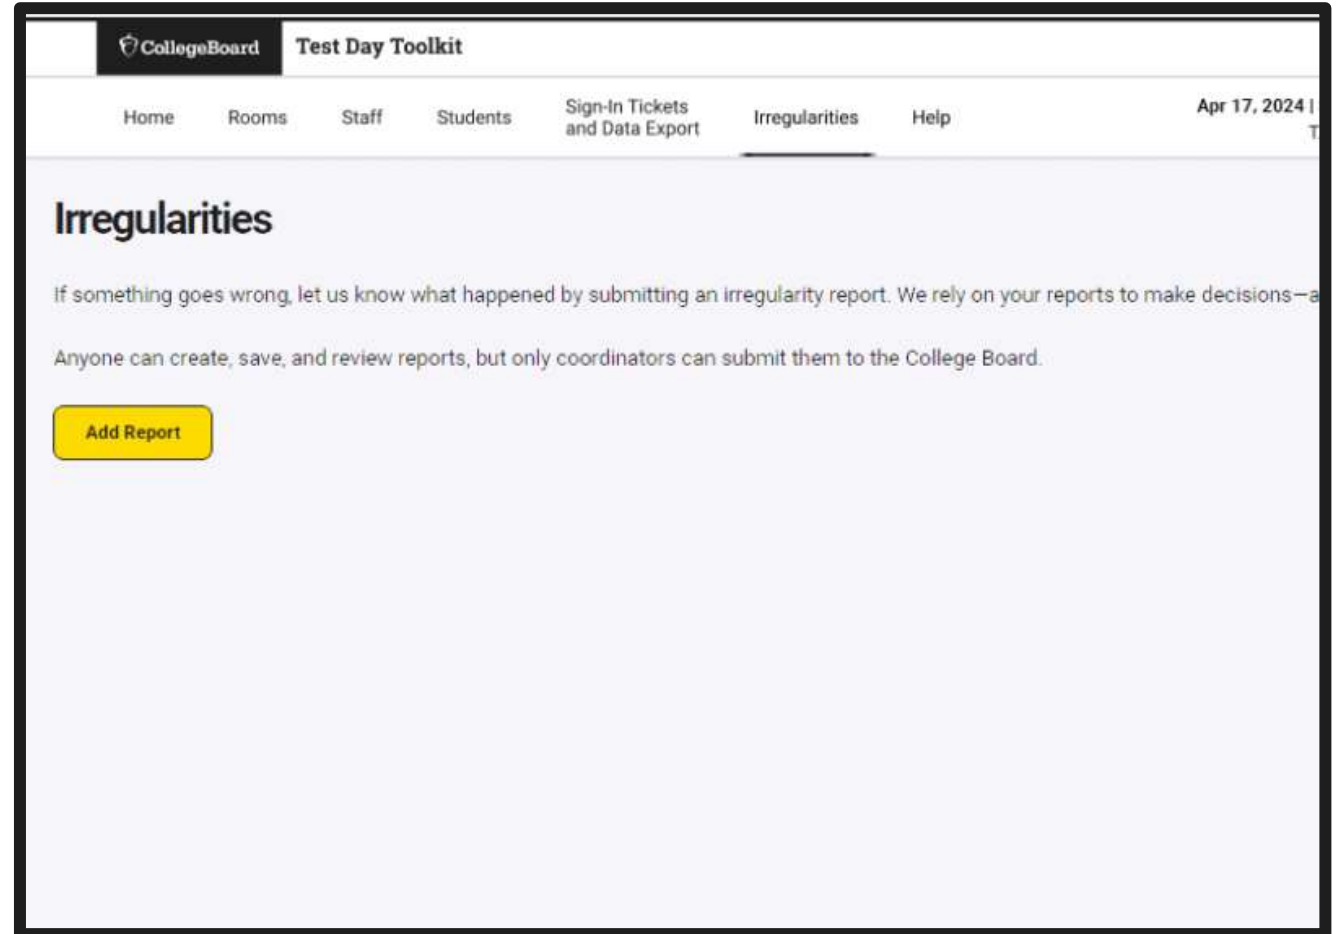 CollegeBoard Test Day Toolkit
Home Rooms Staff Students Sign-In Tickets and Data Export Irregularities Help Apr 17, 2024 |
Irregularities
If something goes wrong, let us know what happened by submitting an irregularity report. We rely on your reports to make decisions—a
Anyone can create, save, and review reports, but only coordinators can submit them to the College Board.
Add Report